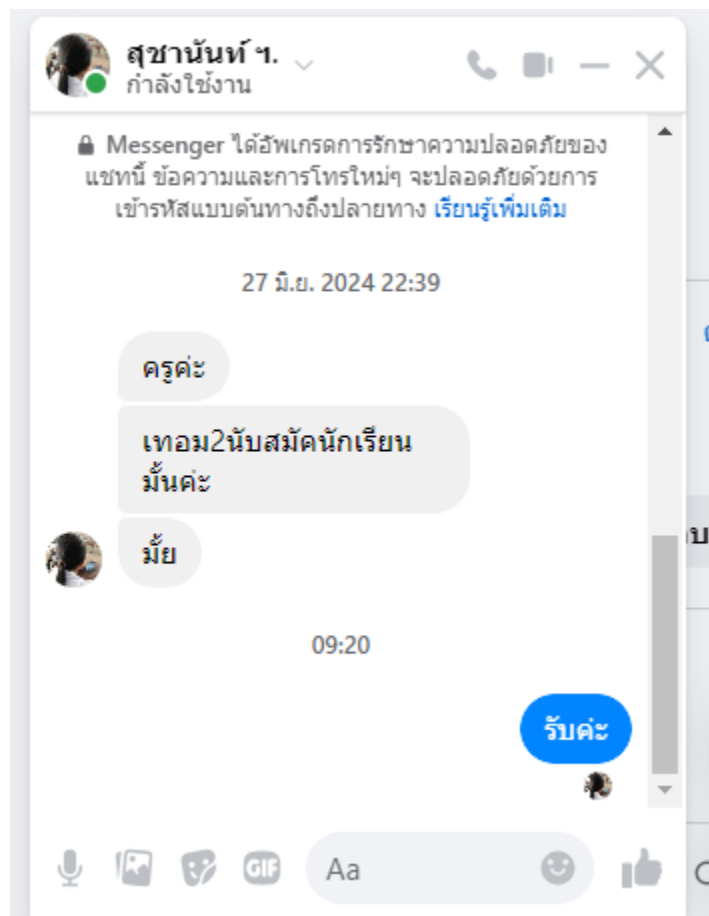 สุชานันท์ ฯ.
กำลังใช้งาน
Messenger ได้อัพเกรดการรักษาความปลอดภัยของ
แชทนี้ ข้อความและการโทรใหม่ๆ จะปลอดภัยด้วยการ
เข้ารหัสแบบต้นทางถึงปลายทาง เรียนรู้เพิ่มเติม
27 มิ.ย. 2024 22:39
ครูค่ะ
เทอม2นับสมัคนักเรียน
มั้นค่ะ
มั้ย
09:20
รับค่ะ
GIF
Aa